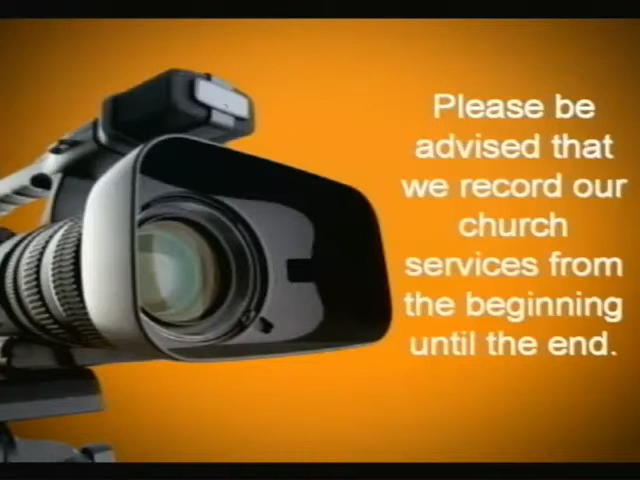 Please be
advised that
we record our
church
services from
the beginning
until the end.